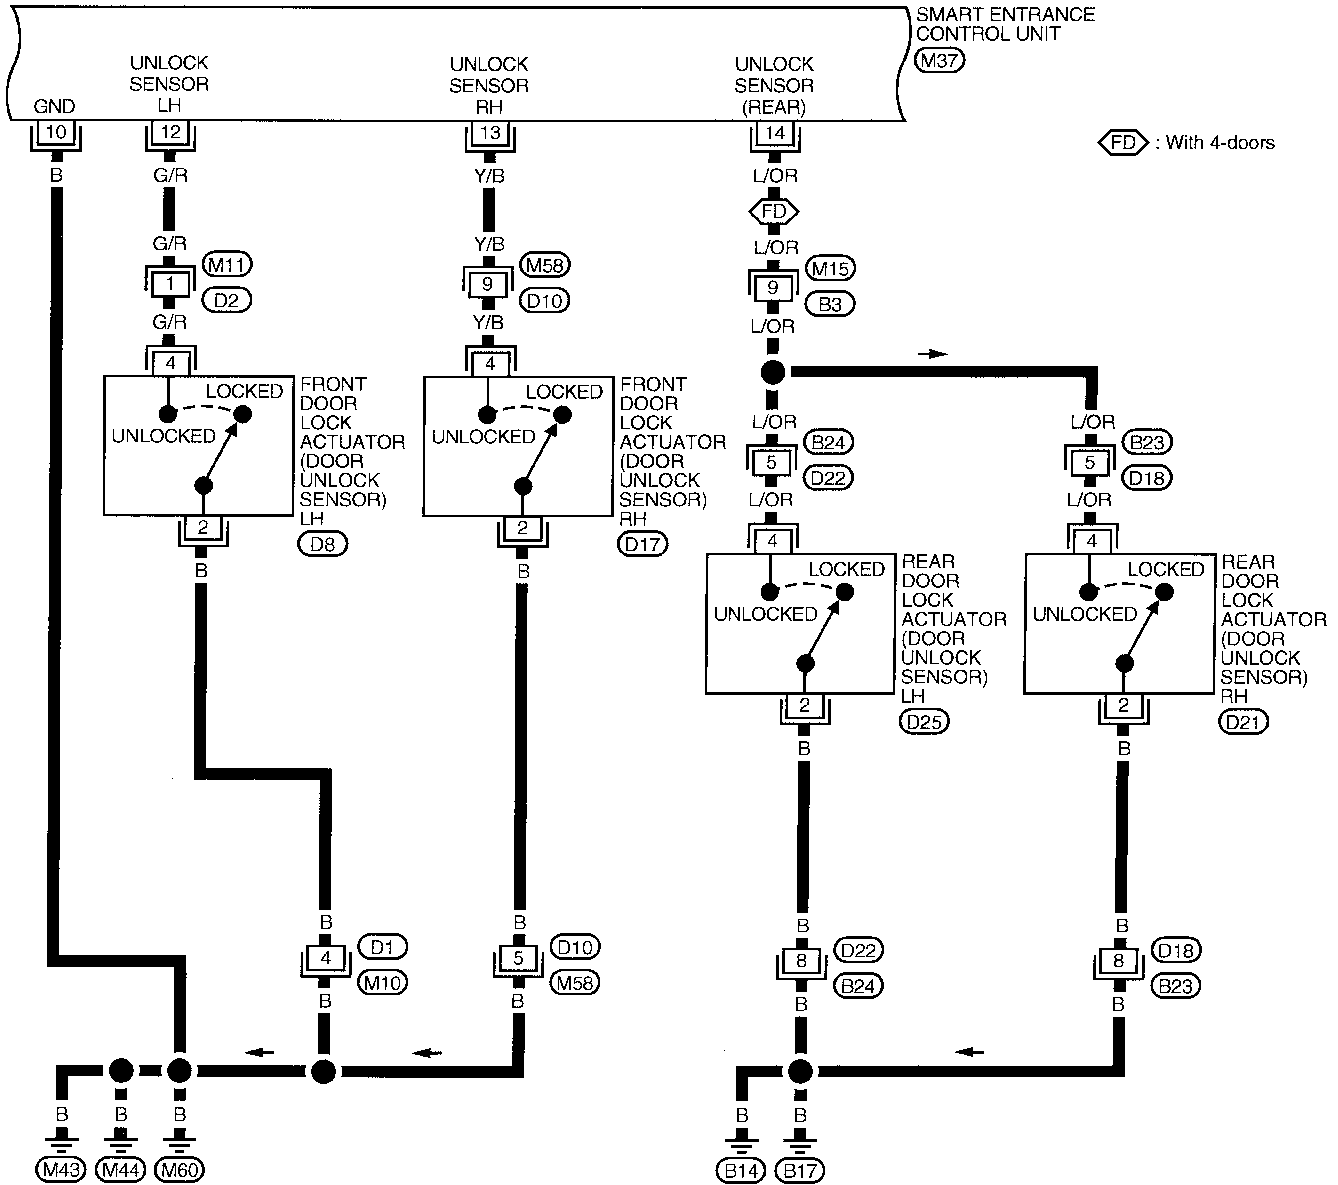 SMART ENTRANCE
CONTROL UNIT
M37
UNLOCK
SENSOR
LH
UNLOCK
SENSOR
RH
UNLOCK
SENSOR
(REAR)
GND
10
12
13
14
FD : With 4-doors
B
G/R
Y/B
L/OR
FD
G/R
Y/B
L/OR
M11
M58
M15
1
9
9
D2
D10
B3
G/R
Y/B
L/OR
4
4
LOCKED
UNLOCKED
FRONT
DOOR
LOCK
ACTUATOR
(DOOR
UNLOCK
SENSOR)
LH
D8
LOCKED
UNLOCKED
FRONT
DOOR
LOCK
ACTUATOR
(DOOR
UNLOCK
SENSOR)
RH
D17
2
2
B
B
L/OR
L/OR
B24
B23
5
5
D22
D18
L/OR
L/OR
4
4
LOCKED
UNLOCKED
REAR
DOOR
LOCK
ACTUATOR
(DOOR
UNLOCK
SENSOR)
LH
D25
LOCKED
UNLOCKED
REAR
DOOR
LOCK
ACTUATOR
(DOOR
UNLOCK
SENSOR)
RH
D21
2
2
B
B
B
B
B
B
D1
D10
D22
D18
4
5
8
8
M10
M58
B24
B23
B
B
B
B
B
B
B
B
B
M43
M44
M60
B14
B17